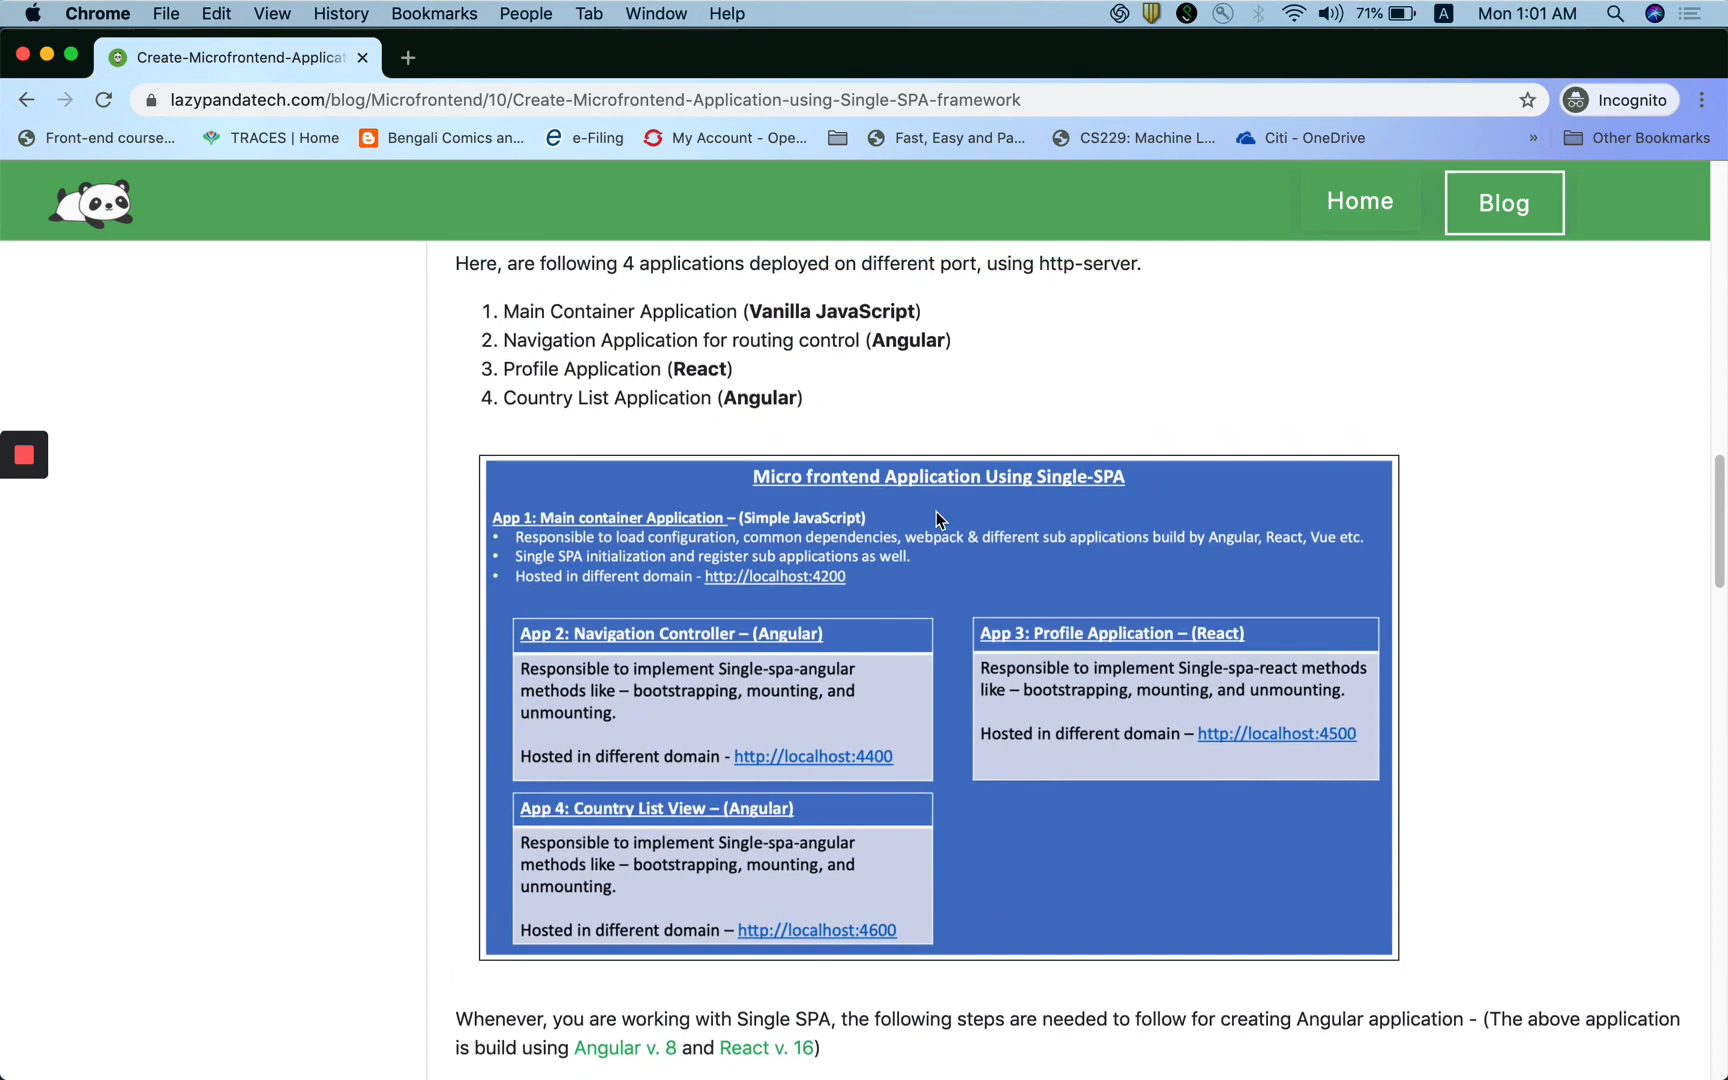 Chrome File Edit View History Bookmarks People Tab Window Help 71% A Mon 1:01 AM
Create-Microfrontend-Applicat
lazypandatech.com/blog/Microfrontend/10/Create-Microfrontend-Application-using-Single-SPA-framework Incognito
Front-end course... TRACES | Home Bengali Comics an... e-Filing My Account - Ope... Fast, Easy and Pa... CS229: Machine L... Citi - OneDrive » Other Bookmarks
Home Blog
Here, are following 4 applications deployed on different port, using http-server.
1. Main Container Application (Vanilla JavaScript)
2. Navigation Application for routing control (Angular)
3. Profile Application (React)
4. Country List Application (Angular)
Micro frontend Application Using Single-SPA
App 1: Main container Application – (Simple JavaScript)
• Responsible to load configuration, common dependencies, webpack & different sub applications build by Angular, React, Vue etc.
• Single SPA initialization and register sub applications as well.
• Hosted in different domain - http://localhost:4200
App 2: Navigation Controller – (Angular)
Responsible to implement Single-spa-angular
methods like – bootstrapping, mounting, and
unmounting.
Hosted in different domain - http://localhost:4400
App 3: Profile Application – (React)
Responsible to implement Single-spa-react methods
like – bootstrapping, mounting, and unmounting.
Hosted in different domain – http://localhost:4500
App 4: Country List View – (Angular)
Responsible to implement Single-spa-angular
methods like – bootstrapping, mounting, and
unmounting.
Hosted in different domain – http://localhost:4600
Whenever, you are working with Single SPA, the following steps are needed to follow for creating Angular application - (The above application
is build using Angular v. 8 and React v. 16)